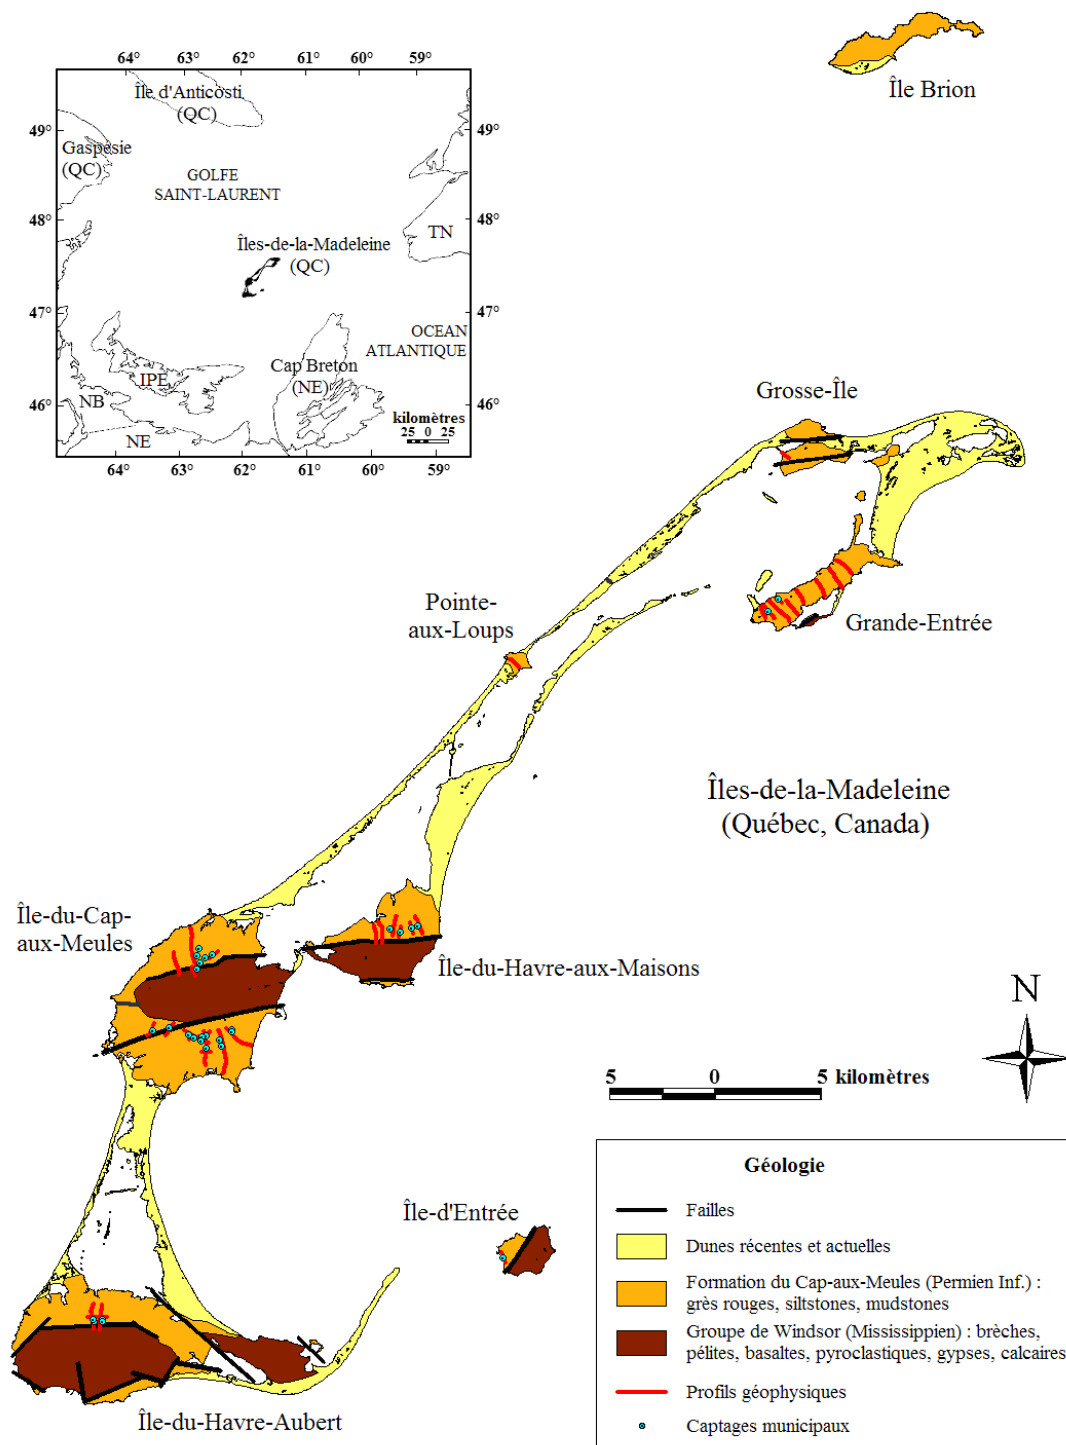 64° 63° 62° 61° 60° 59°
Île d'Anticosti
(QC)
49° 49°
Gaspésie
(QC)
GOLFE
SAINT-LAURENT
48° 48°
TN
Îles-de-la-Madeleine
(QC)
47° 47°
OCEAN
ATLANTIQUE
Cap Breton
(NE)
IPE
NB
46° 46°
kilomètres
25 0 25
NE
64° 63° 62° 61° 60° 59°
Île Brion
Grosse-Île
Pointe-
aux-Loups
Grande-Entrée
Îles-de-la-Madeleine
(Québec, Canada)
Île-du-Cap-
aux-Meules
Île-du-Havre-aux-Maisons
N
5 0 5 kilomètres
Île-d'Entrée
Île-du-Havre-Aubert
Géologie
Failles
Dunes récentes et actuelles
Formation du Cap-aux-Meules (Permien Inf.) :
grès rouges, siltstones, mudstones
Groupe de Windsor (Mississippien) : brèches,
pélites, basaltes, pyroclastiques, gypses, calcaires
Profils géophysiques
Captages municipaux